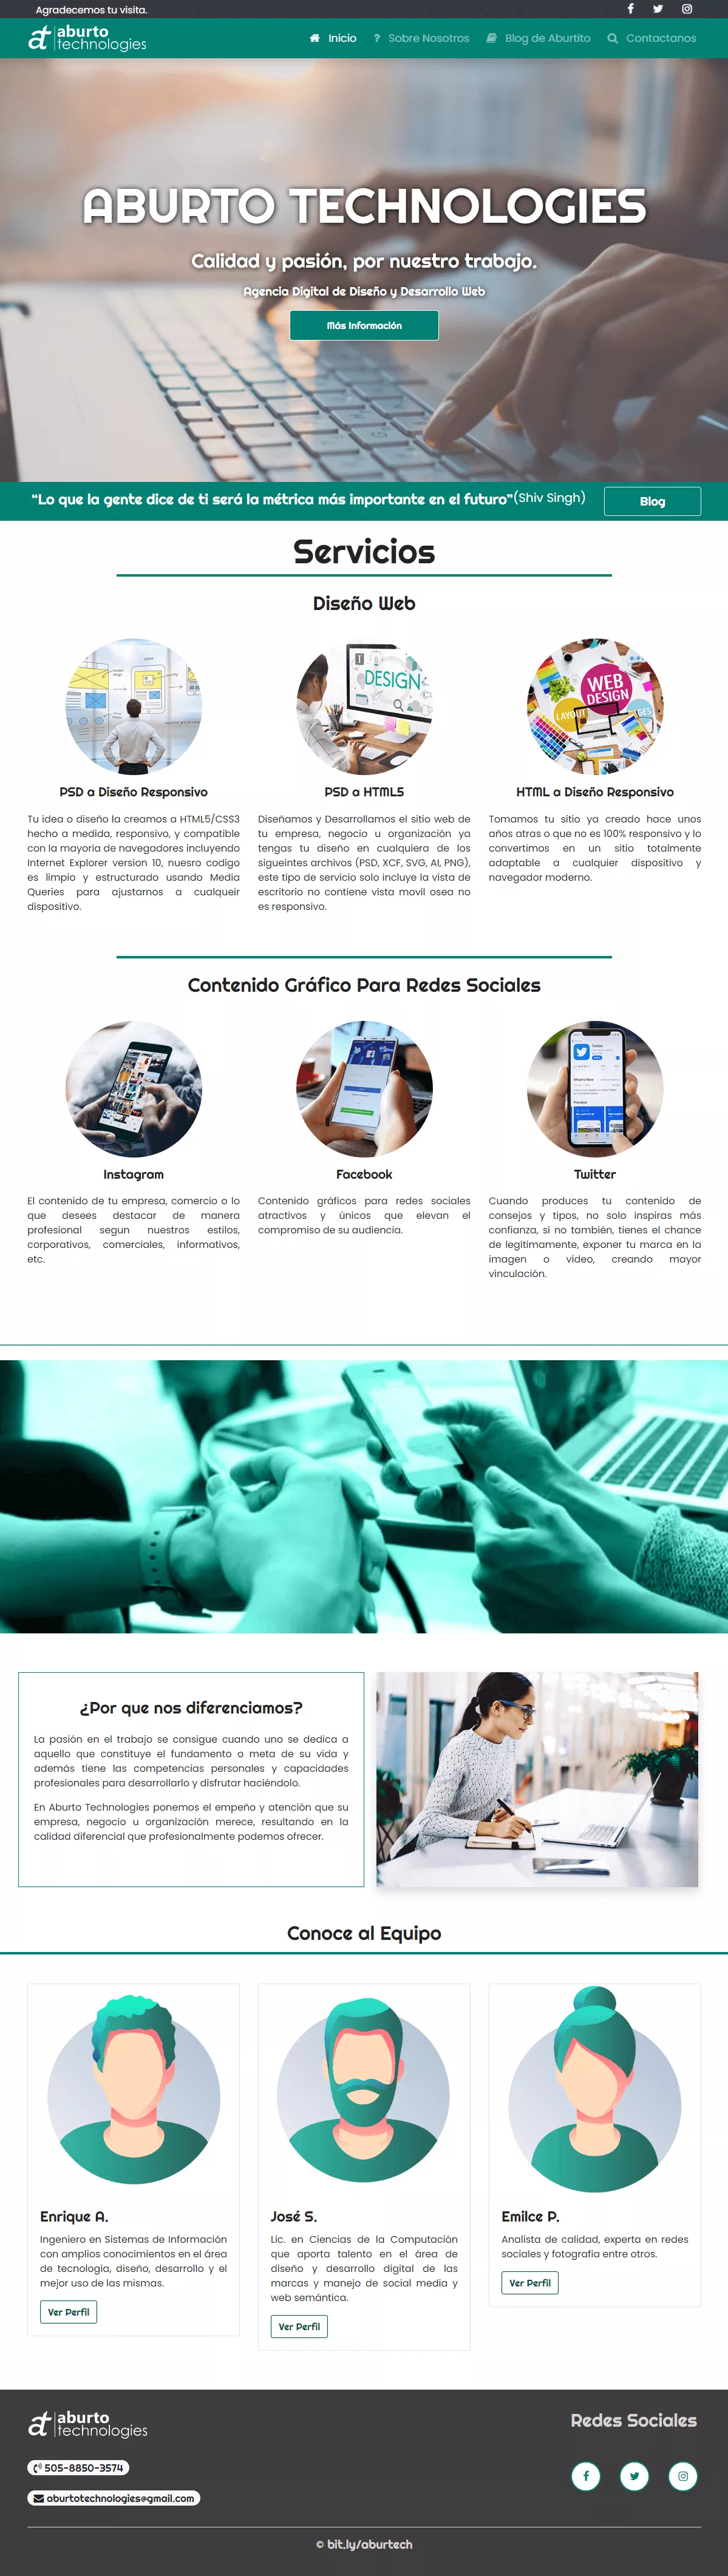 Agradecemos tu visita.
aburto
technologies
Inicio
? Sobre Nosotros
Blog de Aburtito
Contactanos
ABURTO TECHNOLOGIES
Calidad y pasión, por nuestro trabajo.
Agencia Digital de Diseño y Desarrollo Web
Más Información
“Lo que la gente dice de ti será la métrica más importante en el futuro”(Shiv Singh)
Blog
Servicios
Diseño Web
DESIGN
WEB
DESIGN
LAYOUT
PSD a Diseño Responsivo
Tu idea o diseño la creamos a HTML5/CSS3
hecho a medida, responsivo, y compatible
con la mayoria de navegadores incluyendo
Internet Explorer version 10, nuesro codigo
es limpio y estructurado usando Media
Queries para ajustarnos a cualqueir
dispositivo.
PSD a HTML5
Diseñamos y Desarrollamos el sitio web de
tu empresa, negocio u organización ya
tengas tu diseño en cualquiera de los
sigueintes archivos (PSD, XCF, SVG, AI, PNG),
este tipo de servicio solo incluye la vista de
escritorio no contiene vista movil osea no
es responsivo.
HTML a Diseño Responsivo
Tomamos tu sitio ya creado hace unos
años atras o que no es 100% responsivo y lo
convertimos en un sitio totalmente
adaptable a cualquier dispositivo y
navegador moderno.
Contenido Gráfico Para Redes Sociales
Instagram
El contenido de tu empresa, comercio o lo
que desees destacar de manera
profesional segun nuestros estilos,
corporativos, comerciales, informativos,
etc.
Facebook
Contenido gráficos para redes sociales
atractivos y únicos que elevan el
compromiso de su audiencia.
Twitter
Cuando produces tu contenido de
consejos y tipos, no solo inspiras más
confianza, si no también, tienes el chance
de legitimamente, exponer tu marca en la
imagen o vídeo, creando mayor
vinculación.
¿Por que nos diferenciamos?
La pasión en el trabajo se consigue cuando uno se dedica a
aquello que constituye el fundamento o meta de su vida y
además tiene las competencias personales y capacidades
profesionales para desarrollarlo y disfrutar haciéndolo.
En Aburto Technologies ponemos el empeño y atención que su
empresa, negocio u organización merece, resultando en la
calidad diferencial que profesionalmente podemos ofrecer.
Conoce al Equipo
Enrique A.
Ingeniero en Sistemas de Información
con amplios conocimientos en el área
de tecnología, diseño, desarrollo y el
mejor uso de las mismas.
Ver Perfil
José S.
Lic. en Ciencias de la Computación
que aporta talento en el área de
diseño y desarrollo digital de las
marcas y manejo de social media y
web semántica.
Ver Perfil
Emilce P.
Analista de calidad, experta en redes
sociales y fotografia entre otros.
Ver Perfil
aburto
technologies
Redes Sociales
505-8850-3574
aburtotechnologies@gmail.com
© bit.ly/aburtech